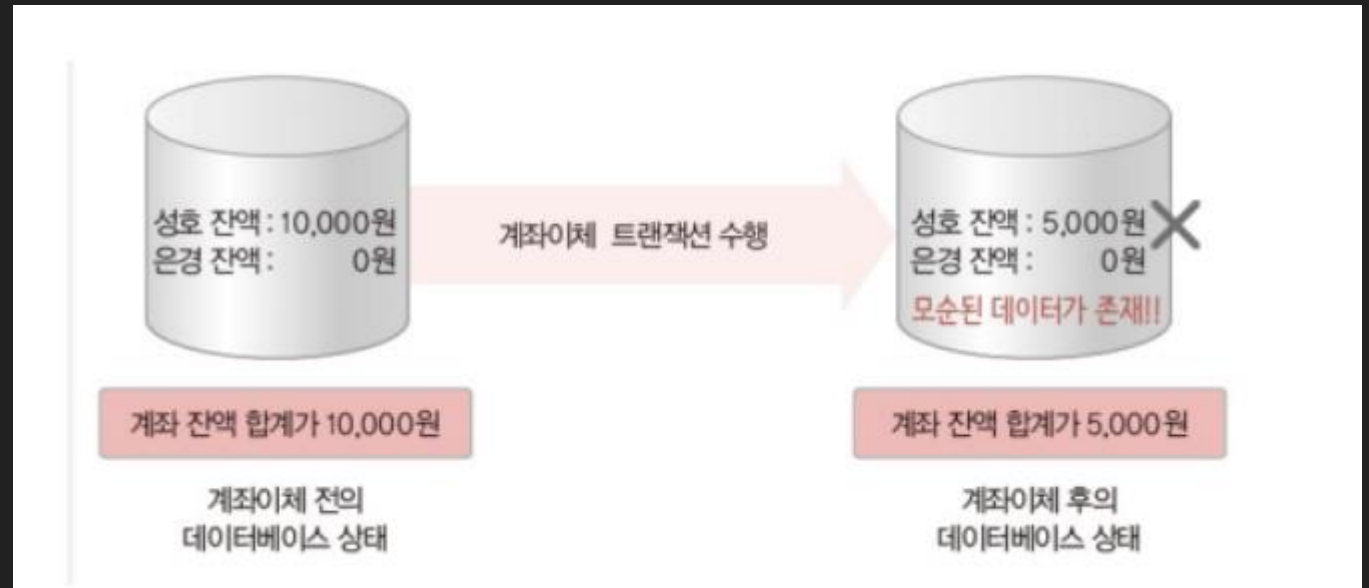 성호 잔액 : 10,000원
은경 잔액 : 0원
계좌이체 트랜잭션 수행
성호 잔액 : 5,000원
은경 잔액 : 0원
모순된 데이터가 존재!!
계좌 잔액 합계가 10,000원
계좌 잔액 합계가 5,000원
계좌이체 전의
데이터베이스 상태
계좌이체 후의
데이터베이스 상태